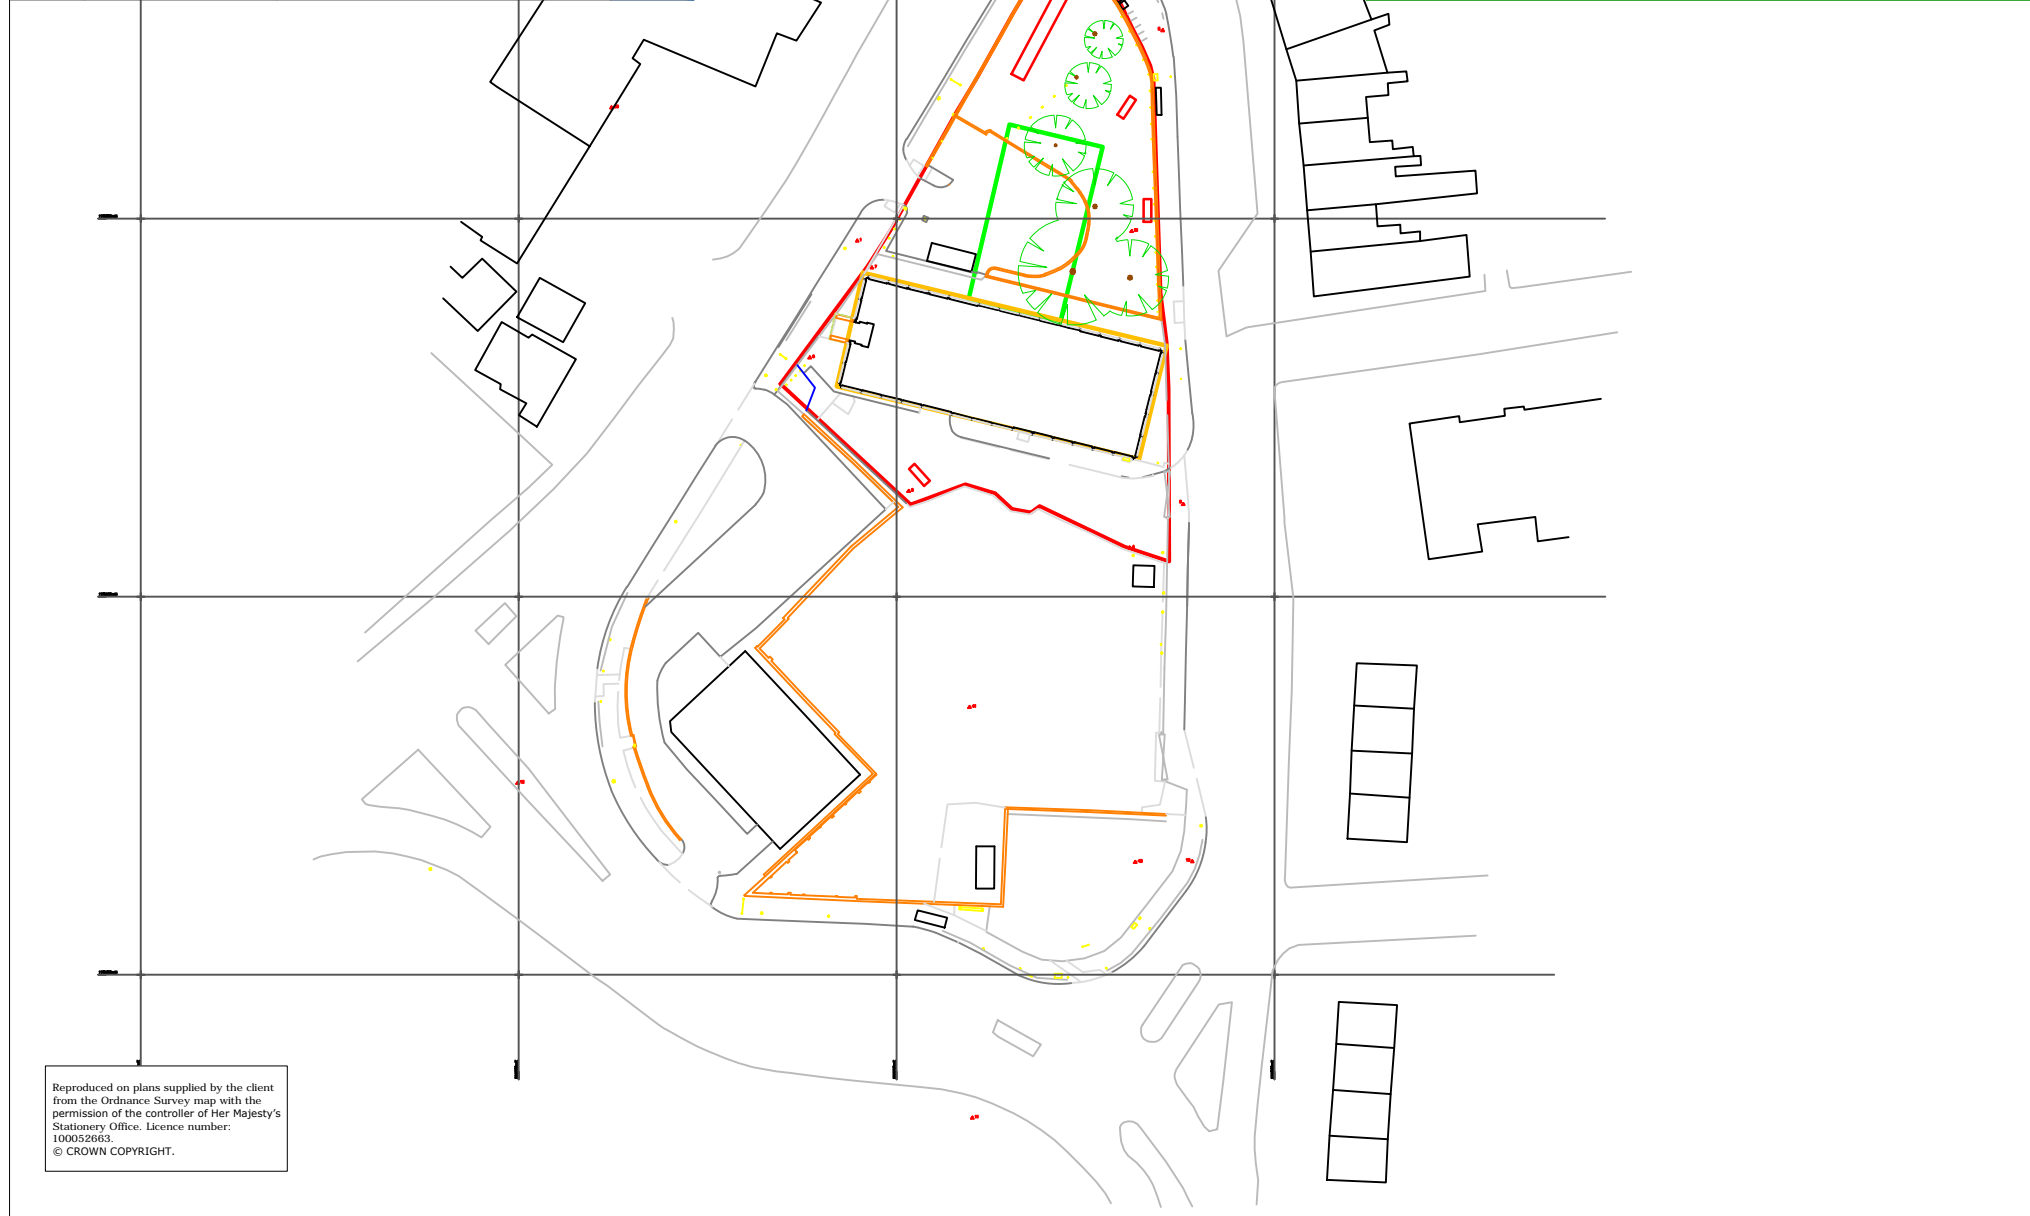 Reproduced on plans supplied by the client
from the Ordnance Survey map with the
permission of the controller of Her Majesty's
Stationery Office. Licence number:
100052663.
© CROWN COPYRIGHT.